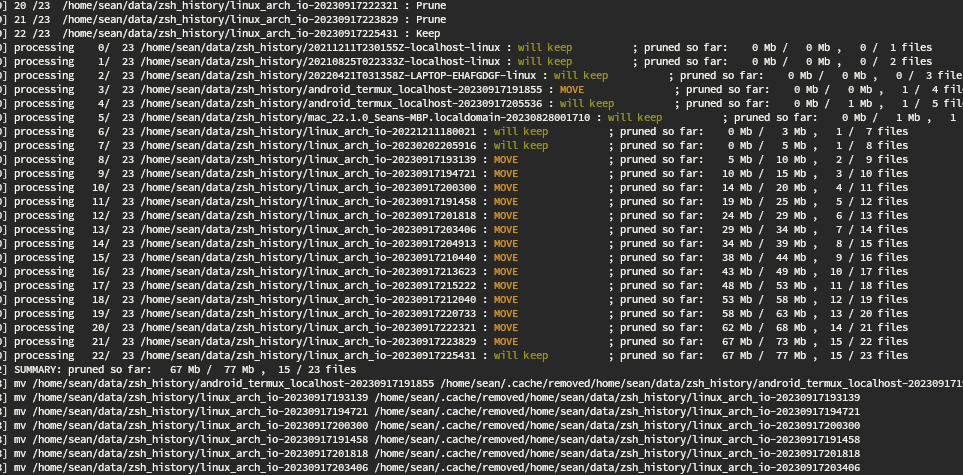 ] 20 /23  /home/sean/data/zsh_history/linux_arch_io-20230917222321 : Prune
] 21 /23  /home/sean/data/zsh_history/linux_arch_io-20230917223829 : Prune
] 22 /23  /home/sean/data/zsh_history/linux_arch_io-20230917225431 : Keep
] processing    0/  23 /home/sean/data/zsh_history/20211211T230155Z-localhost-linux : will keep          ; pruned so far:    0 Mb /   0 Mb ,   0 /  1 files
] processing    1/  23 /home/sean/data/zsh_history/20210825T022333Z-localhost-linux : will keep          ; pruned so far:    0 Mb /   0 Mb ,   0 /  2 files
] processing    2/  23 /home/sean/data/zsh_history/20220421T031358Z-LAPTOP-EHAFGDGF-linux : will keep          ; pruned so far:    0 Mb /   0 Mb ,   0 /  3 file
] processing    3/  23 /home/sean/data/zsh_history/android_termux_localhost-20230917191855 : MOVE               ; pruned so far:    0 Mb /   0 Mb ,   1 /  4 fil
] processing    4/  23 /home/sean/data/zsh_history/android_termux_localhost-20230917205536 : will keep          ; pruned so far:    0 Mb /   1 Mb ,   1 /  5 fil
] processing    5/  23 /home/sean/data/zsh_history/mac_22.1.0_Seans-MBP.localdomain-20230828001710 : will keep          ; pruned so far:    0 Mb /   1 Mb ,   1
] processing    6/  23 /home/sean/data/zsh_history/linux_arch_io-20221211180021 : will keep          ; pruned so far:    0 Mb /   3 Mb ,   1 /  7 files
] processing    7/  23 /home/sean/data/zsh_history/linux_arch_io-20230202205916 : will keep          ; pruned so far:    0 Mb /   5 Mb ,   1 /  8 files
] processing    8/  23 /home/sean/data/zsh_history/linux_arch_io-20230917193139 : MOVE               ; pruned so far:    5 Mb /  10 Mb ,   2 /  9 files
] processing    9/  23 /home/sean/data/zsh_history/linux_arch_io-20230917194721 : MOVE               ; pruned so far:   10 Mb /  15 Mb ,   3 / 10 files
] processing   10/  23 /home/sean/data/zsh_history/linux_arch_io-20230917200300 : MOVE               ; pruned so far:   14 Mb /  20 Mb ,   4 / 11 files
] processing   11/  23 /home/sean/data/zsh_history/linux_arch_io-20230917191458 : MOVE               ; pruned so far:   19 Mb /  25 Mb ,   5 / 12 files
] processing   12/  23 /home/sean/data/zsh_history/linux_arch_io-20230917201818 : MOVE               ; pruned so far:   24 Mb /  29 Mb ,   6 / 13 files
] processing   13/  23 /home/sean/data/zsh_history/linux_arch_io-20230917203406 : MOVE               ; pruned so far:   29 Mb /  34 Mb ,   7 / 14 files
] processing   14/  23 /home/sean/data/zsh_history/linux_arch_io-20230917204913 : MOVE               ; pruned so far:   34 Mb /  39 Mb ,   8 / 15 files
] processing   15/  23 /home/sean/data/zsh_history/linux_arch_io-20230917210440 : MOVE               ; pruned so far:   38 Mb /  44 Mb ,   9 / 16 files
] processing   16/  23 /home/sean/data/zsh_history/linux_arch_io-20230917213623 : MOVE               ; pruned so far:   43 Mb /  49 Mb ,  10 / 17 files
] processing   17/  23 /home/sean/data/zsh_history/linux_arch_io-20230917215222 : MOVE               ; pruned so far:   48 Mb /  53 Mb ,  11 / 18 files
] processing   18/  23 /home/sean/data/zsh_history/linux_arch_io-20230917212040 : MOVE               ; pruned so far:   53 Mb /  58 Mb ,  12 / 19 files
] processing   19/  23 /home/sean/data/zsh_history/linux_arch_io-20230917220733 : MOVE               ; pruned so far:   58 Mb /  63 Mb ,  13 / 20 files
] processing   20/  23 /home/sean/data/zsh_history/linux_arch_io-20230917222321 : MOVE               ; pruned so far:   62 Mb /  68 Mb ,  14 / 21 files
] processing   21/  23 /home/sean/data/zsh_history/linux_arch_io-20230917223829 : MOVE               ; pruned so far:   67 Mb /  73 Mb ,  15 / 22 files
] processing   22/  23 /home/sean/data/zsh_history/linux_arch_io-20230917225431 : will keep          ; pruned so far:   67 Mb /  77 Mb ,  15 / 23 files
] SUMMARY: pruned so far:   67 Mb /  77 Mb ,  15 / 23 files
] mv /home/sean/data/zsh_history/android_termux_localhost-20230917191855 /home/sean/.cache/removed/home/sean/data/zsh_history/android_termux_localhost-202309171
] mv /home/sean/data/zsh_history/linux_arch_io-20230917193139 /home/sean/.cache/removed/home/sean/data/zsh_history/linux_arch_io-20230917193139
] mv /home/sean/data/zsh_history/linux_arch_io-20230917194721 /home/sean/.cache/removed/home/sean/data/zsh_history/linux_arch_io-20230917194721
] mv /home/sean/data/zsh_history/linux_arch_io-20230917200300 /home/sean/.cache/removed/home/sean/data/zsh_history/linux_arch_io-20230917200300
] mv /home/sean/data/zsh_history/linux_arch_io-20230917191458 /home/sean/.cache/removed/home/sean/data/zsh_history/linux_arch_io-20230917191458
] mv /home/sean/data/zsh_history/linux_arch_io-20230917201818 /home/sean/.cache/removed/home/sean/data/zsh_history/linux_arch_io-20230917201818
] mv /home/sean/data/zsh_history/linux_arch_io-20230917203406 /home/sean/.cache/removed/home/sean/data/zsh_history/linux_arch_io-20230917203406